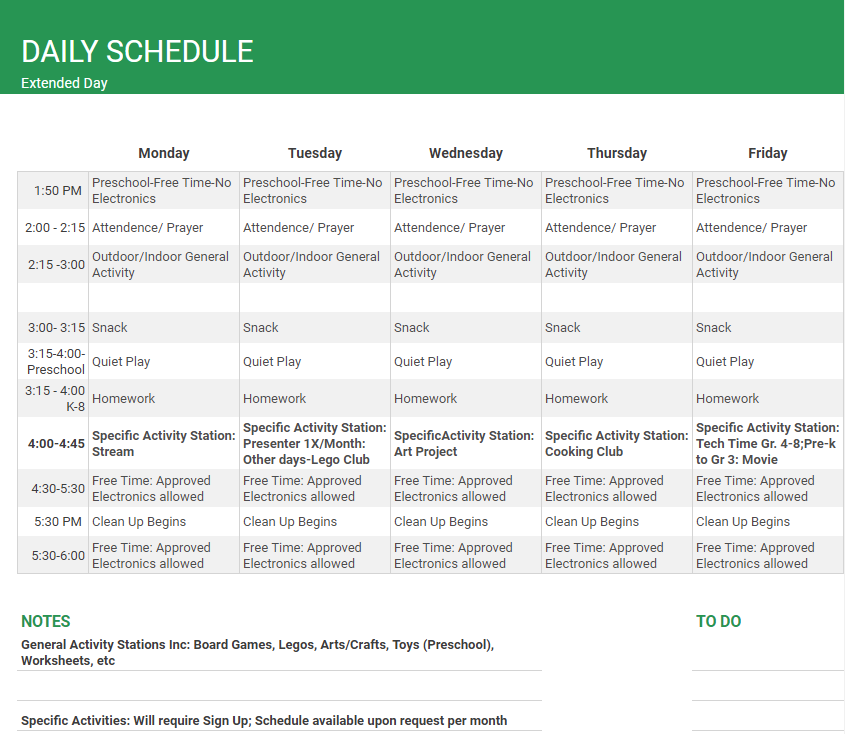 DAILY SCHEDULE
Extended Day
Monday Tuesday Wednesday Thursday Friday
1:50 PM Preschool-Free Time-No Preschool-Free Time-No Preschool-Free Time-No Preschool-Free Time-No Preschool-Free Time-No
Electronics Electronics Electronics Electronics Electronics
2:00 - 2:15 Attendence/ Prayer Attendence/ Prayer Attendence/ Prayer Attendence/ Prayer Attendence/ Prayer
2:15 -3:00 Outdoor/Indoor General Outdoor/Indoor General Outdoor/Indoor General Outdoor/Indoor General Outdoor/Indoor General
Activity Activity Activity Activity Activity
3:00- 3:15 Snack Snack Snack Snack Snack
3:15-4:00- Quiet Play Quiet Play Quiet Play Quiet Play Quiet Play
Preschool
3:15 - 4:00 Homework Homework Homework Homework Homework
K-8
4:00-4:45 Specific Activity Station: Specific Activity Station: SpecificActivity Station: Specific Activity Station: Specific Activity Station:
Stream Presenter 1X/Month: Art Project Cooking Club Tech Time Gr. 4-8;Pre-k
Other days-Lego Club to Gr 3: Movie
4:30-5:30 Free Time: Approved Free Time: Approved Free Time: Approved Free Time: Approved Free Time: Approved
Electronics allowed Electronics allowed Electronics allowed Electronics allowed Electronics allowed
5:30 PM Clean Up Begins Clean Up Begins Clean Up Begins Clean Up Begins Clean Up Begins
5:30-6:00 Free Time: Approved Free Time: Approved Free Time: Approved Free Time: Approved Free Time: Approved
Electronics allowed Electronics allowed Electronics allowed Electronics allowed Electronics allowed
NOTES TO DO
General Activity Stations Inc: Board Games, Legos, Arts/Crafts, Toys (Preschool),
Worksheets, etc
Specific Activities: Will require Sign Up; Schedule available upon request per month